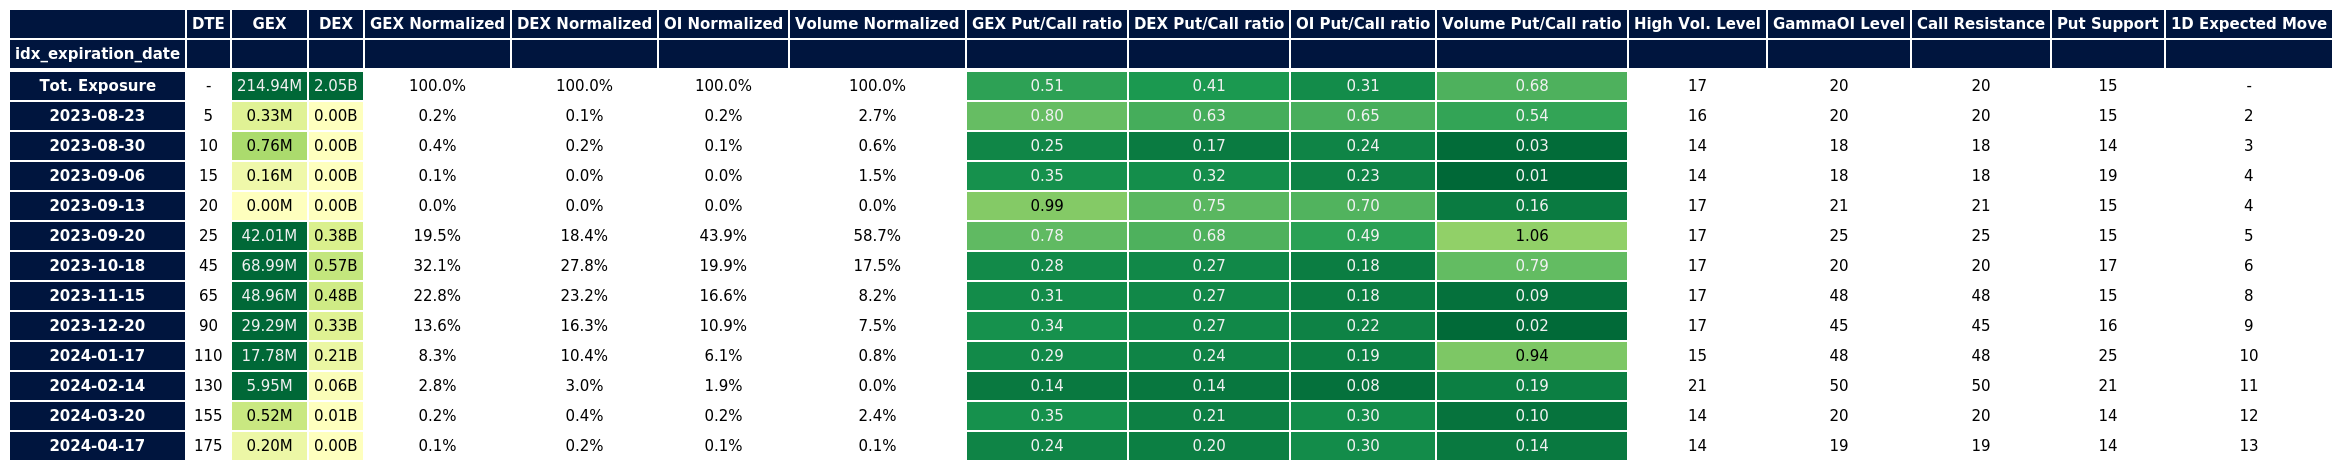 DTE GEX DEX GEX Normalized DEX Normalized OI Normalized Volume Normalized GEX Put/Call ratio DEX Put/Call ratio OI Put/Call ratio Volume Put/Call ratio High Vol. Level GammaOI Level Call Resistance Put Support 1D Expected Move
idx_expiration_date
Tot. Exposure - 214.94M 2.05B 100.0% 100.0% 100.0% 100.0% 0.51 0.41 0.31 0.68 17 20 20 15 -
2023-08-23 5 0.33M 0.00B 0.2% 0.1% 0.2% 2.7% 0.80 0.63 0.65 0.54 16 20 20 15 2
2023-08-30 10 0.76M 0.00B 0.4% 0.2% 0.1% 0.6% 0.25 0.17 0.24 0.03 14 18 18 14 3
2023-09-06 15 0.16M 0.00B 0.1% 0.0% 0.0% 1.5% 0.35 0.32 0.23 0.01 14 18 18 19 4
2023-09-13 20 0.00M 0.00B 0.0% 0.0% 0.0% 0.0% 0.99 0.75 0.70 0.16 17 21 21 15 4
2023-09-20 25 42.01M 0.38B 19.5% 18.4% 43.9% 58.7% 0.78 0.68 0.49 1.06 17 25 25 15 5
2023-10-18 45 68.99M 0.57B 32.1% 27.8% 19.9% 17.5% 0.28 0.27 0.18 0.79 17 20 20 17 6
2023-11-15 65 48.96M 0.48B 22.8% 23.2% 16.6% 8.2% 0.31 0.27 0.18 0.09 17 48 48 15 8
2023-12-20 90 29.29M 0.33B 13.6% 16.3% 10.9% 7.5% 0.34 0.27 0.22 0.02 17 45 45 16 9
2024-01-17 110 17.78M 0.21B 8.3% 10.4% 6.1% 0.8% 0.29 0.24 0.19 0.94 15 48 48 25 10
2024-02-14 130 5.95M 0.06B 2.8% 3.0% 1.9% 0.0% 0.14 0.14 0.08 0.19 21 50 50 21 11
2024-03-20 155 0.52M 0.01B 0.2% 0.4% 0.2% 2.4% 0.35 0.21 0.30 0.10 14 20 20 14 12
2024-04-17 175 0.20M 0.00B 0.1% 0.2% 0.1% 0.1% 0.24 0.20 0.30 0.14 14 19 19 14 13